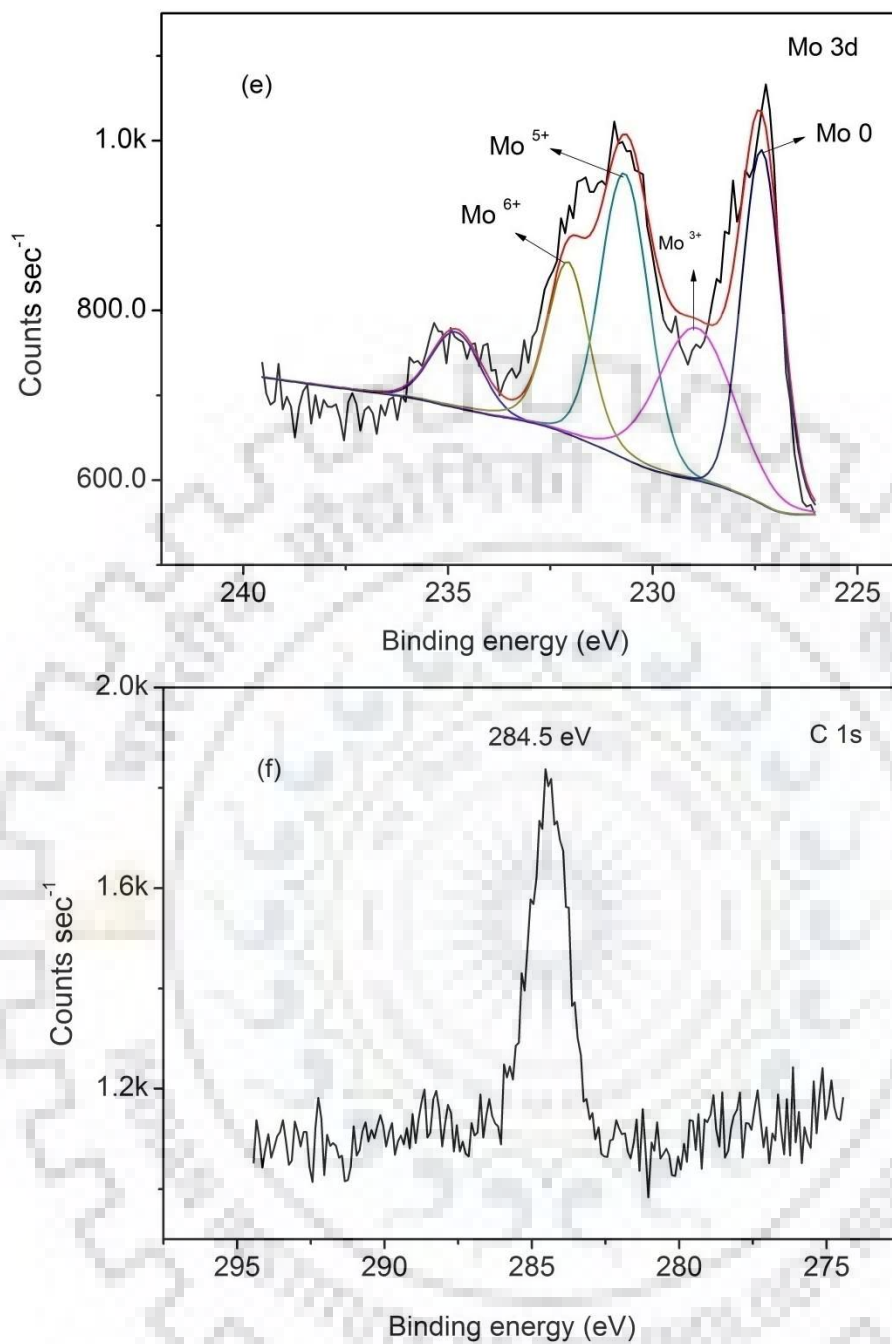 Mo 3d
(e)
Mo 0
1.0k
Mo 5+
Mo 6+
Mo 3+
Counts sec-1
800.0
600.0
240 235 230 225
Binding energy (eV)
2.0k
284.5 eV C 1s
(f)
1.6k
Counts sec-1
1.2k
295 290 285 280 275
Binding energy (eV)